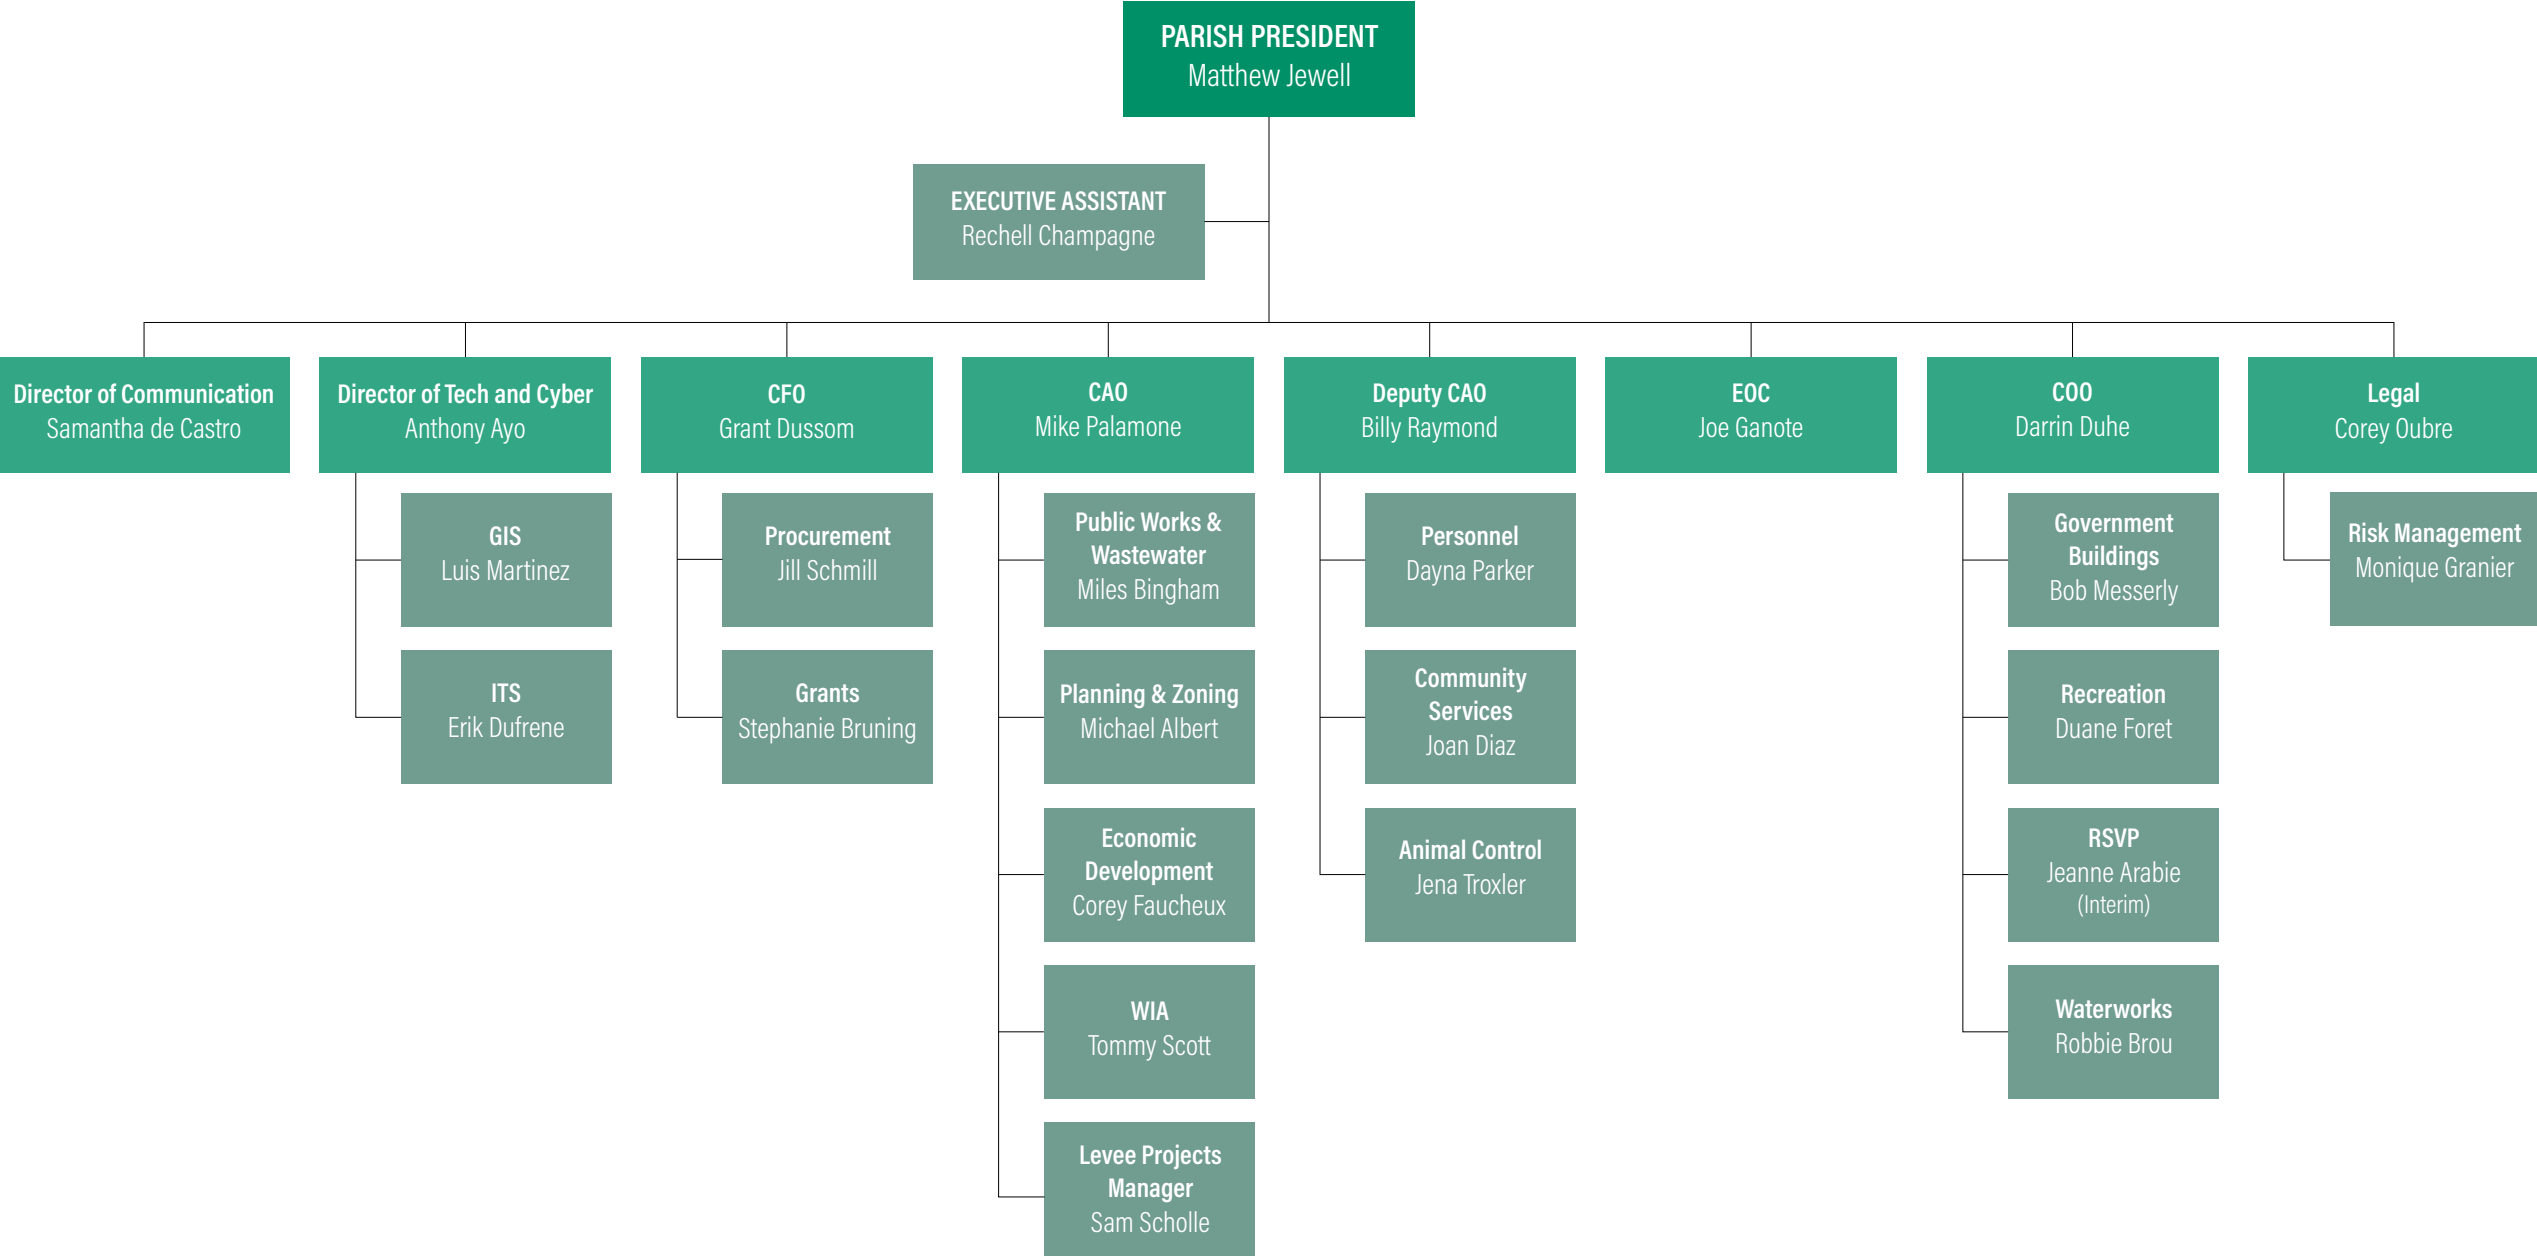 PARISH PRESIDENT
Matthew Jewell
EXECUTIVE ASSISTANT
Rechell Champagne
Director of Communication
Samantha de Castro
Director of Tech and Cyber
Anthony Ayo
CFO
Grant Dussom
CAO
Mike Palamone
Deputy CAO
Billy Raymond
EOC
Joe Ganote
COO
Darrin Duhe
Legal
Corey Oubre
GIS
Luis Martinez
ITS
Erik Dufrene
Procurement
Jill Schmill
Grants
Stephanie Bruning
Public Works &
Wastewater
Miles Bingham
Planning & Zoning
Michael Albert
Economic
Development
Corey Faucheux
WIA
Tommy Scott
Levee Projects
Manager
Sam Scholle
Personnel
Dayna Parker
Community
Services
Joan Diaz
Animal Control
Jena Troxler
Government
Buildings
Bob Messerly
Recreation
Duane Foret
RSVP
Jeanne Arabie
(Interim)
Waterworks
Robbie Brou
Risk Management
Monique Granier